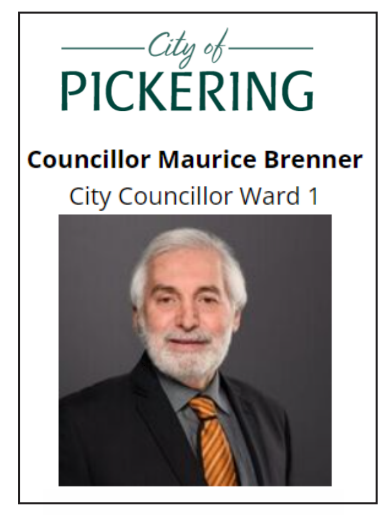 City of
PICKERING
Councillor Maurice Brenner
City Councillor Ward 1